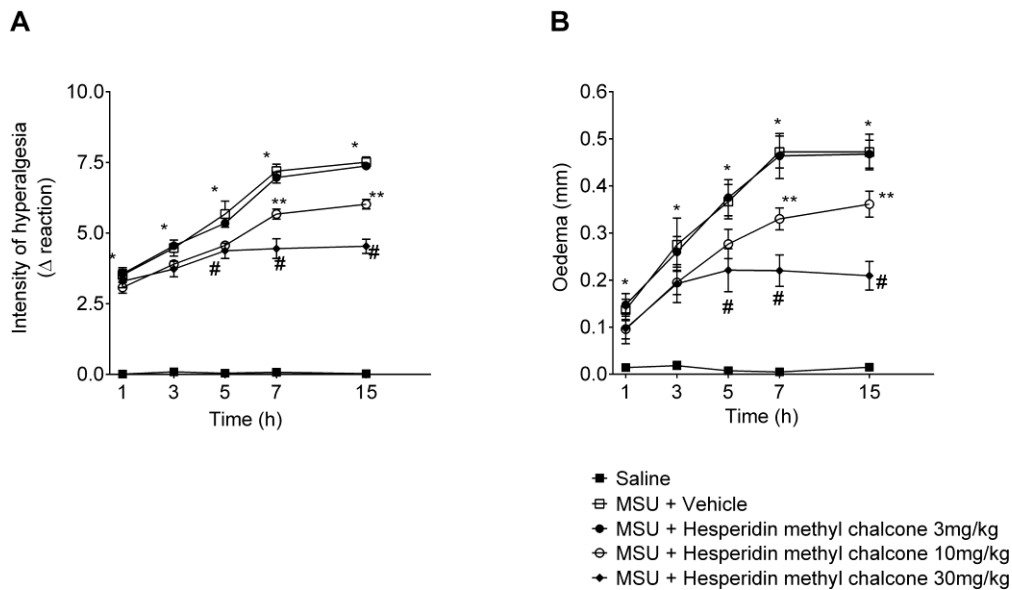 A
Intensity of hyperalgesia
(Δ reaction)
10.0
7.5
5.0
2.5
0.0
*
*
*
*
*
**
**
#
#
#
1 3 5 7 15
Time (h)
B
Oedema (mm)
0.6
0.5
0.4
0.3
0.2
0.1
0.0
*
*
*
*
*
**
**
#
#
#
1 3 5 7 15
Time (h)
Saline
MSU + Vehicle
MSU + Hesperidin methyl chalcone 3mg/kg
MSU + Hesperidin methyl chalcone 10mg/kg
MSU + Hesperidin methyl chalcone 30mg/kg